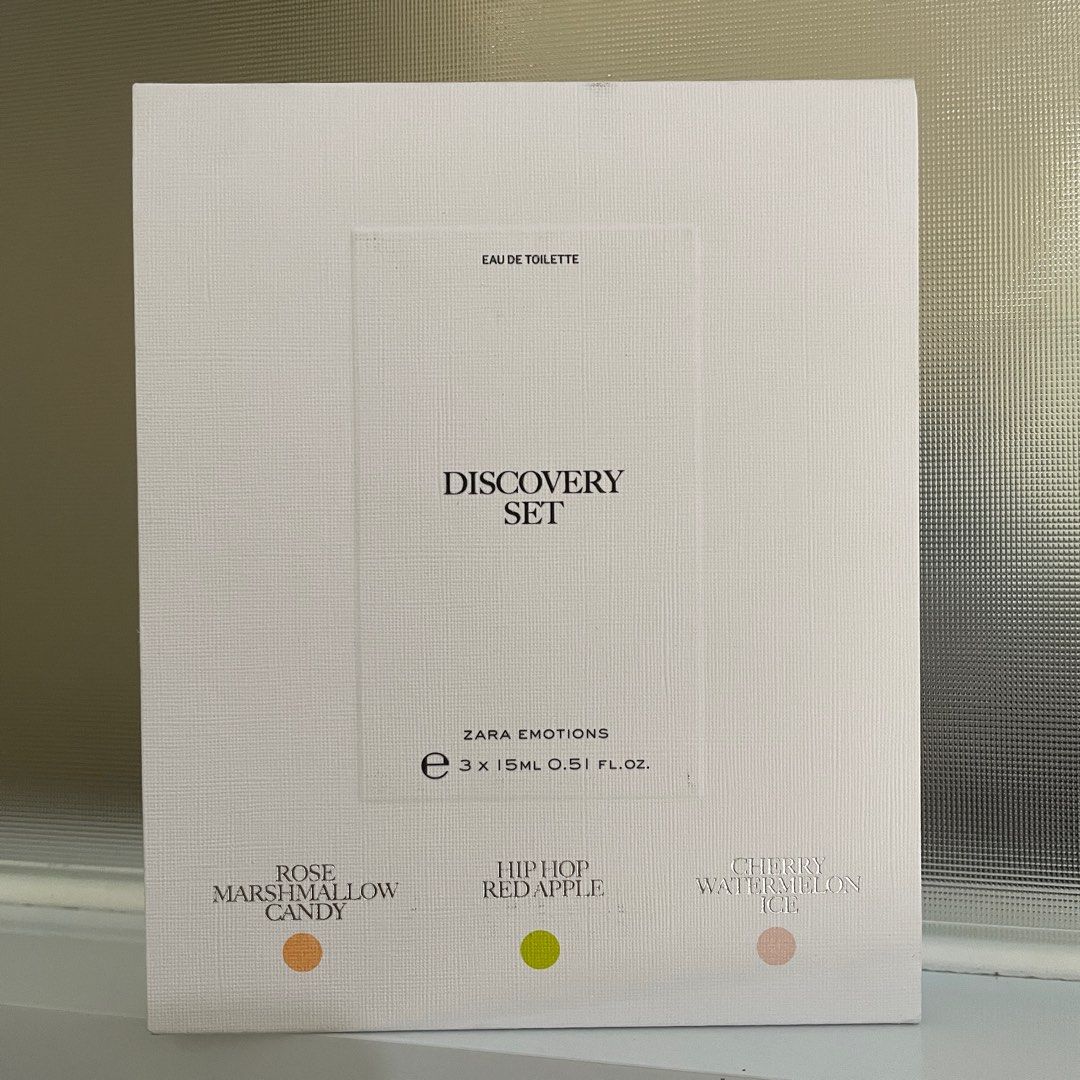 EAU DE TOILETTE
DISCOVERY
SET
ZARA EMOTIONS
℮ 3 X 15ML 0.51 FL.OZ.
ROSE
MARSHMALLOW
CANDY
HIP HOP
RED APPLE
CHERRY
WATERMELON
ICE